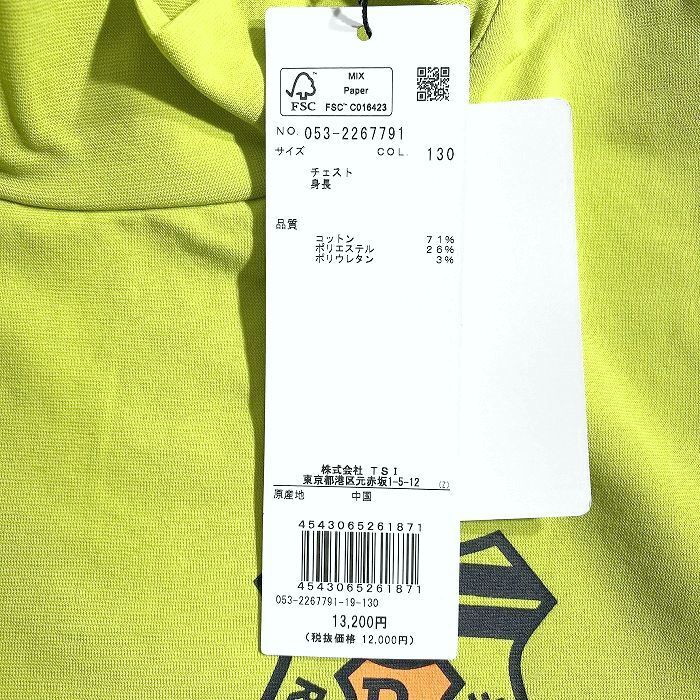 MIX
Paper
FSC™ C016423
FSC
NO. 053-2267791
サイズ COL. 130
チェスト
身長
品質
コットン 71%
ポリエステル 26%
ポリウレタン 3%
株式会社 TSI
東京都港区元赤坂1-5-12 (Z)
原産地 中国
4543065261871
4543065261871
053-2267791-19-130
13,200円
(税抜価格 12,000円)